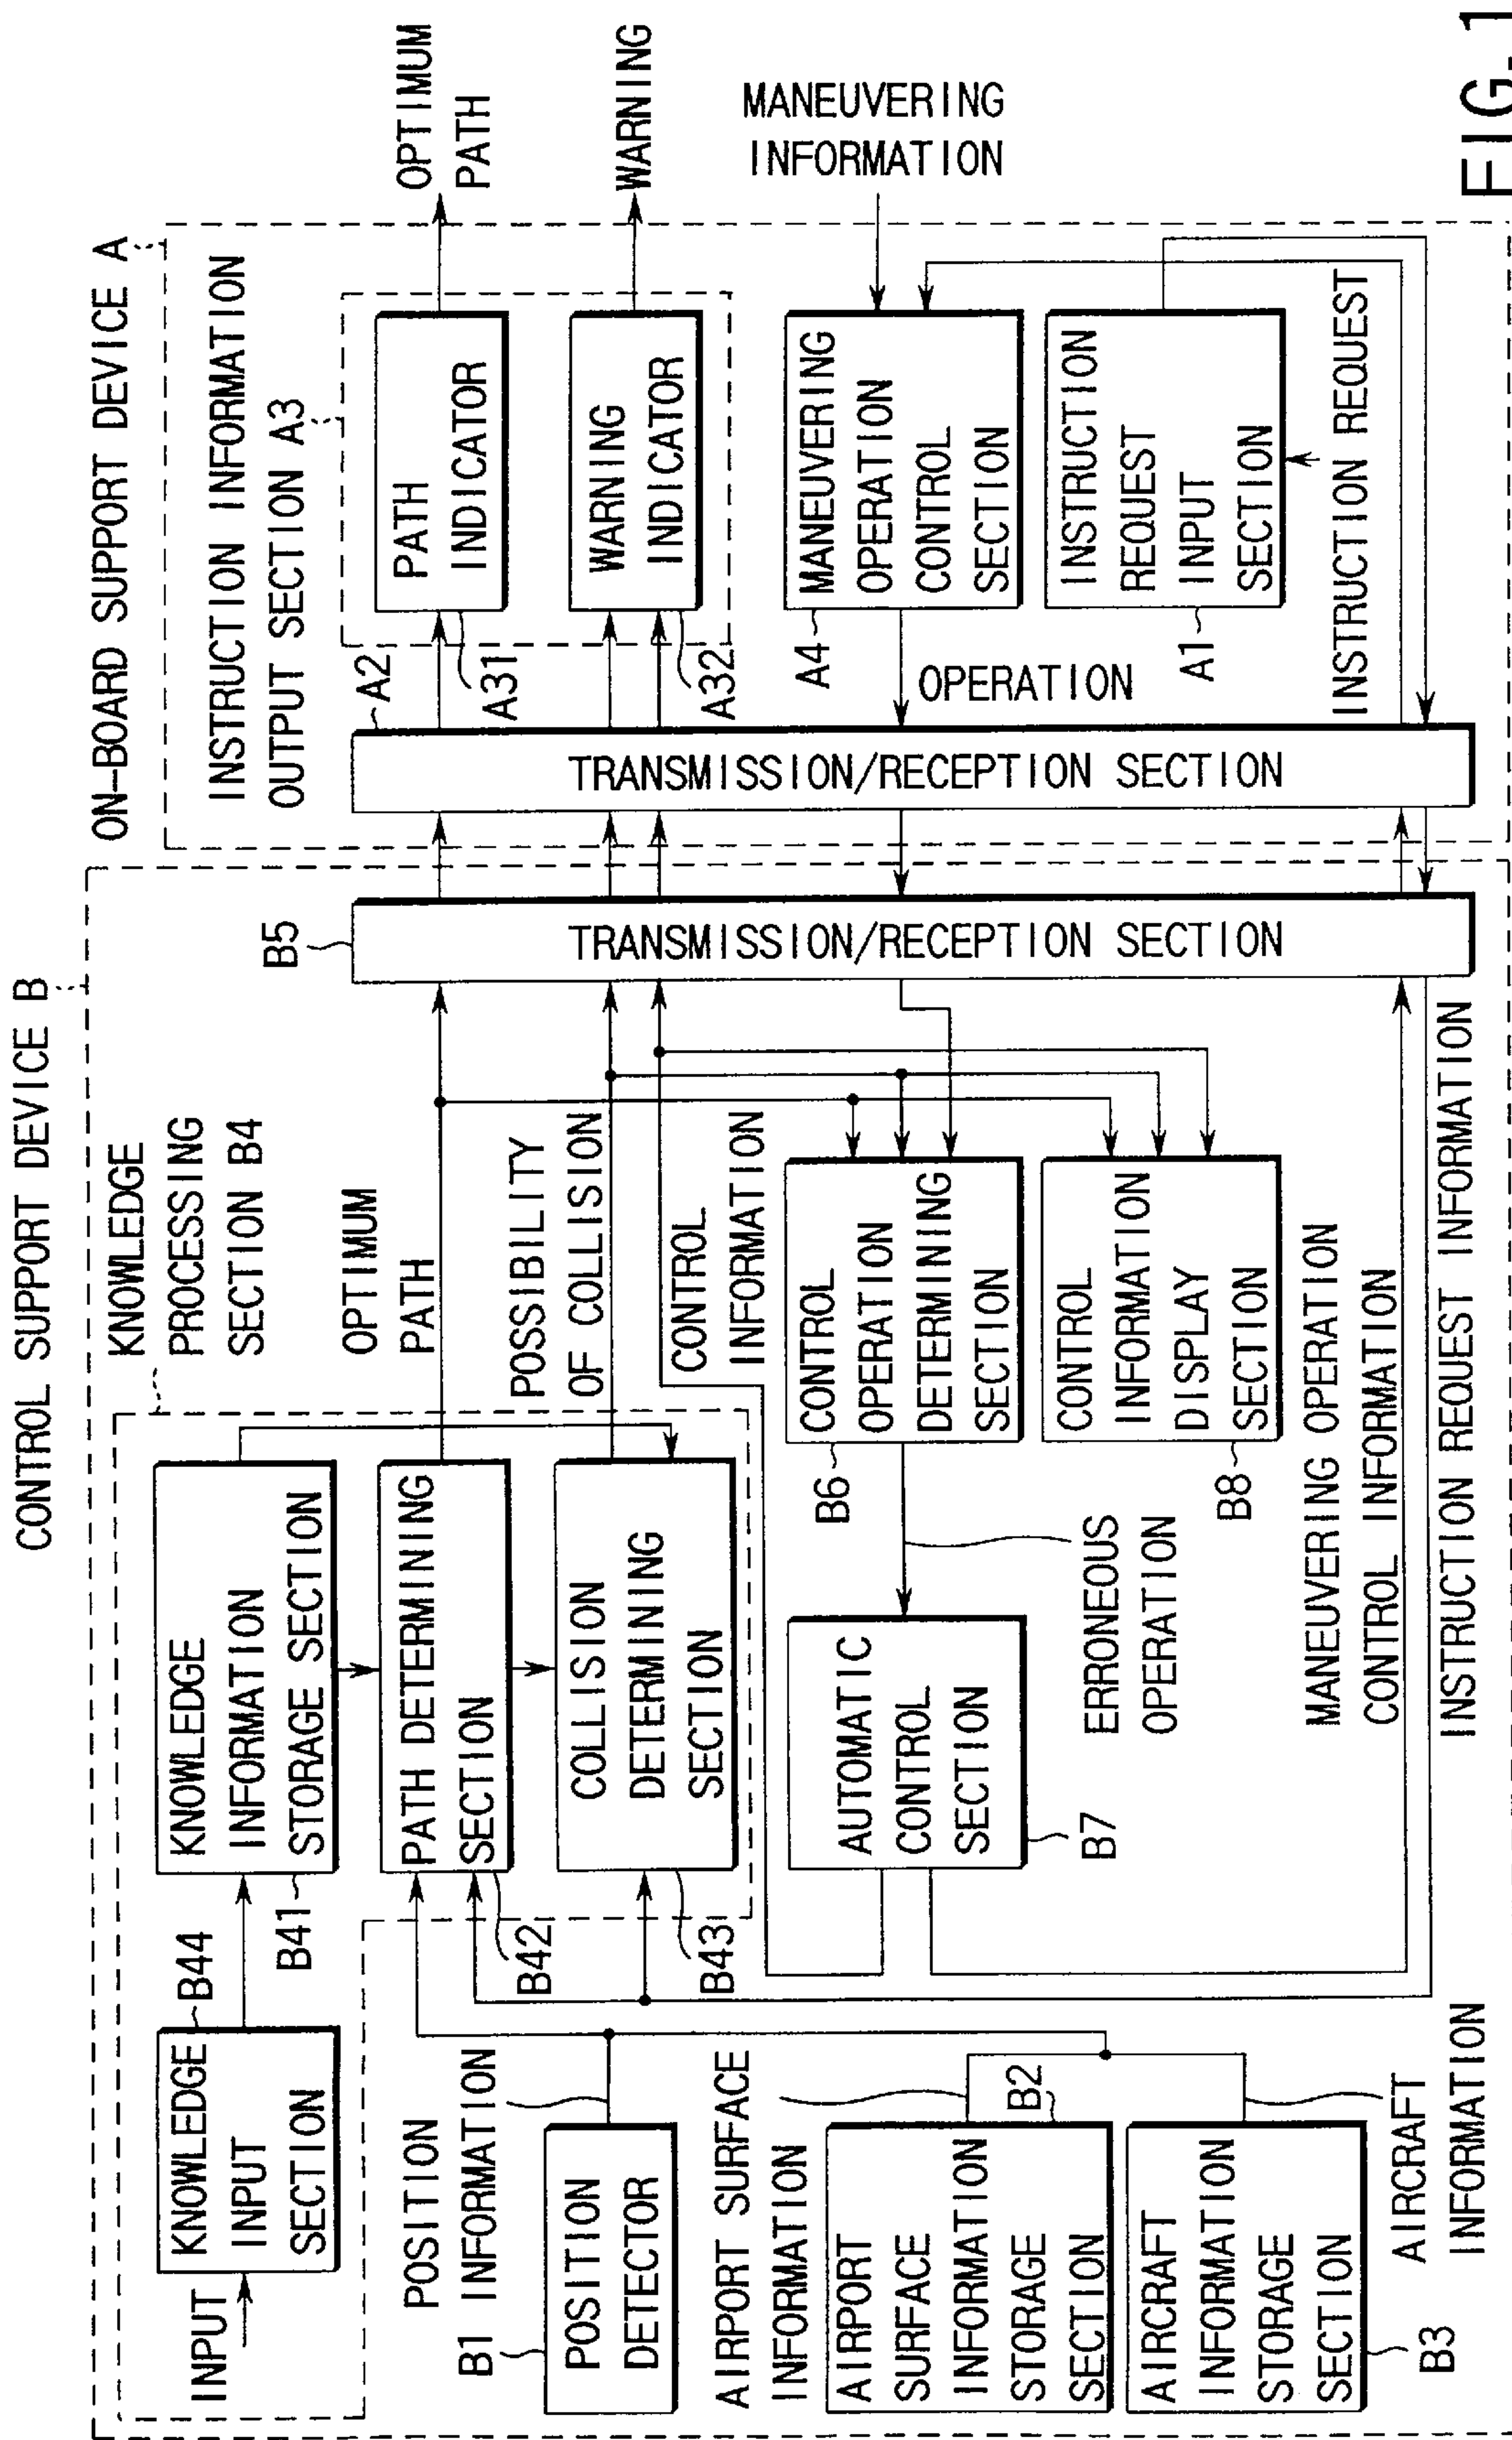 CONTROL SUPPORT DEVICE B
KNOWLEDGE
PROCESSING
SECTION B4
INPUT
KNOWLEDGE
INPUT
SECTION
B44
KNOWLEDGE
INFORMATION
STORAGE SECTION
B41
PATH DETERMINING
SECTION
B42
COLLISION
DETERMINING
SECTION
B43
OPTIMUM
PATH
POSSIBILITY
OF COLLISION
CONTROL
INFORMATION
POSITION
INFORMATION
B1
POSITION
DETECTOR
AIRPORT SURFACE
INFORMATION
AIRPORT
SURFACE
INFORMATION
STORAGE
SECTION
B2
AIRCRAFT
INFORMATION
STORAGE
SECTION
B3
AIRCRAFT
INFORMATION
AUTOMATIC
CONTROL
SECTION
B7
ERRONEOUS
OPERATION
CONTROL
OPERATION
DETERMINING
SECTION
B6
CONTROL
INFORMATION
DISPLAY
SECTION
B8
MANEUVERING OPERATION
CONTROL INFORMATION
INSTRUCTION REQUEST INFORMATION
B5
TRANSMISSION/RECEPTION SECTION
ON-BOARD SUPPORT DEVICE A
INSTRUCTION INFORMATION
OUTPUT SECTION A3
A2
TRANSMISSION/RECEPTION SECTION
PATH
INDICATOR
A31
WARNING
INDICATOR
A32
MANEUVERING
OPERATION
CONTROL
SECTION
A4
OPERATION
INSTRUCTION
REQUEST
INPUT
SECTION
A1
INSTRUCTION REQUEST
OPTIMUM
PATH
WARNING
MANEUVERING
INFORMATION
FIG. 1